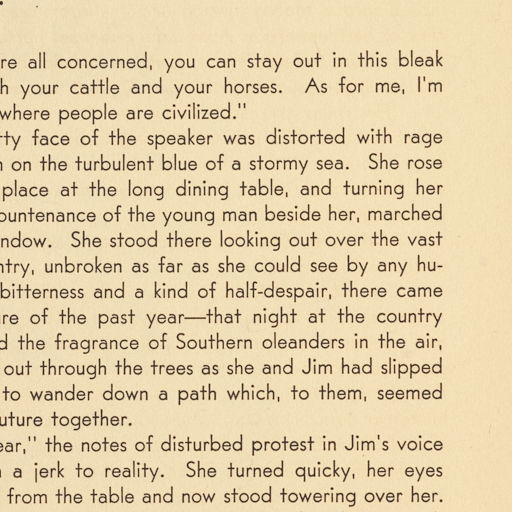 re all concerned, you can stay out in this bleak
h your cattle and your horses. As for me, I'm
where people are civilized."
tty face of the speaker was distorted with rage
n on the turbulent blue of a stormy sea. She rose
place at the long dining table, and turning her
ountenance of the young man beside her, marched
ndow. She stood there looking out over the vast
ntry, unbroken as far as she could see by any hu-
bitterness and a kind of half-despair, there came
re of the past year—that night at the country
d the fragrance of Southern oleanders in the air,
out through the trees as she and Jim had slipped
to wander down a path which, to them, seemed
uture together.
ear," the notes of disturbed protest in Jim's voice
a jerk to reality. She turned quicky, her eyes
from the table and now stood towering over her.